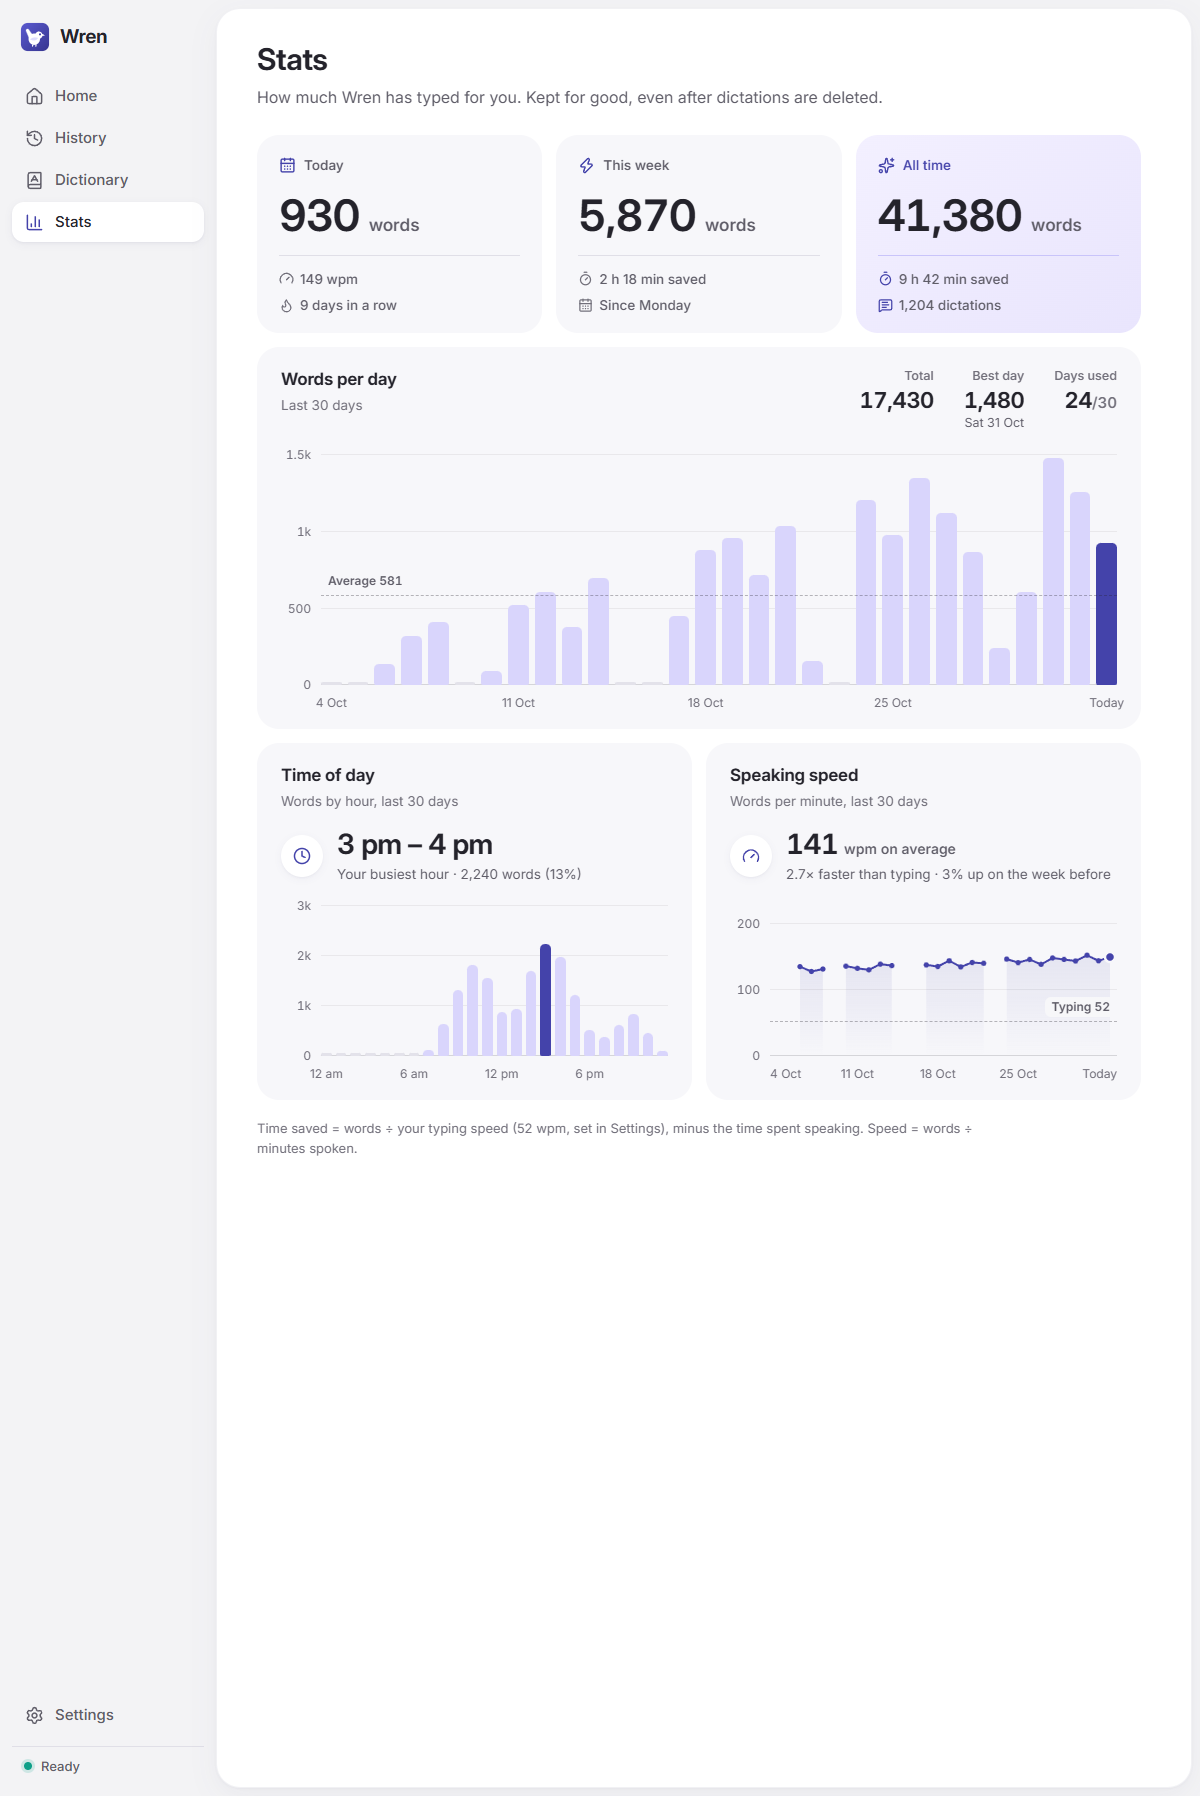 Wren
Home
History
Dictionary
Stats
Settings
Ready
Stats
How much Wren has typed for you. Kept for good, even after dictations are deleted.
Today
930 words
149 wpm
9 days in a row
This week
5,870 words
2 h 18 min saved
Since Monday
All time
41,380 words
9 h 42 min saved
1,204 dictations
Words per day
Last 30 days
Total
17,430
Best day
1,480
Sat 31 Oct
Days used
24/30
1.5k
1k
Average 581
500
0
4 Oct 11 Oct 18 Oct 25 Oct Today
Time of day
Words by hour, last 30 days
3 pm – 4 pm
Your busiest hour · 2,240 words (13%)
3k
2k
1k
0
12 am 6 am 12 pm 6 pm
Speaking speed
Words per minute, last 30 days
141 wpm on average
2.7× faster than typing · 3% up on the week before
200
100
Typing 52
0
4 Oct 11 Oct 18 Oct 25 Oct Today
Time saved = words ÷ your typing speed (52 wpm, set in Settings), minus the time spent speaking. Speed = words ÷
minutes spoken.